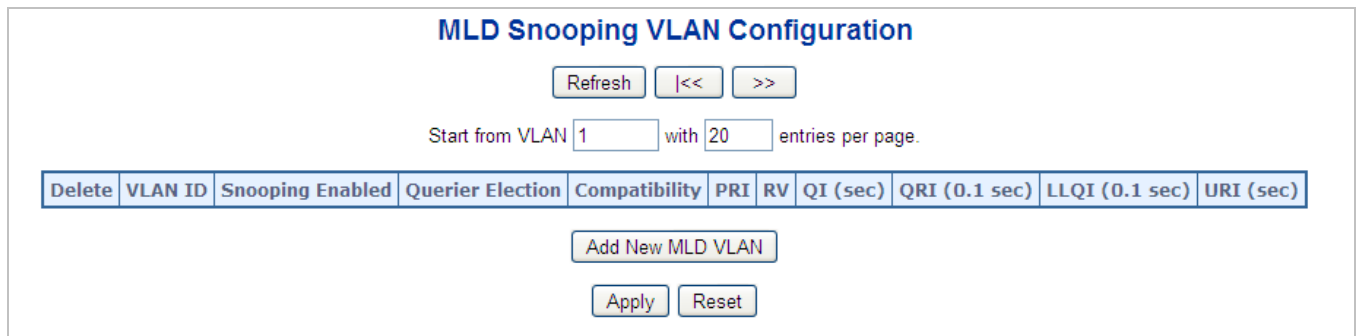 MLD Snooping VLAN Configuration
Refresh |<< >>
Start from VLAN 1 with 20 entries per page.
Delete VLAN ID Snooping Enabled Querier Election Compatibility PRI RV QI (sec) QRI (0.1 sec) LLQI (0.1 sec) URI (sec)
Add New MLD VLAN
Apply Reset